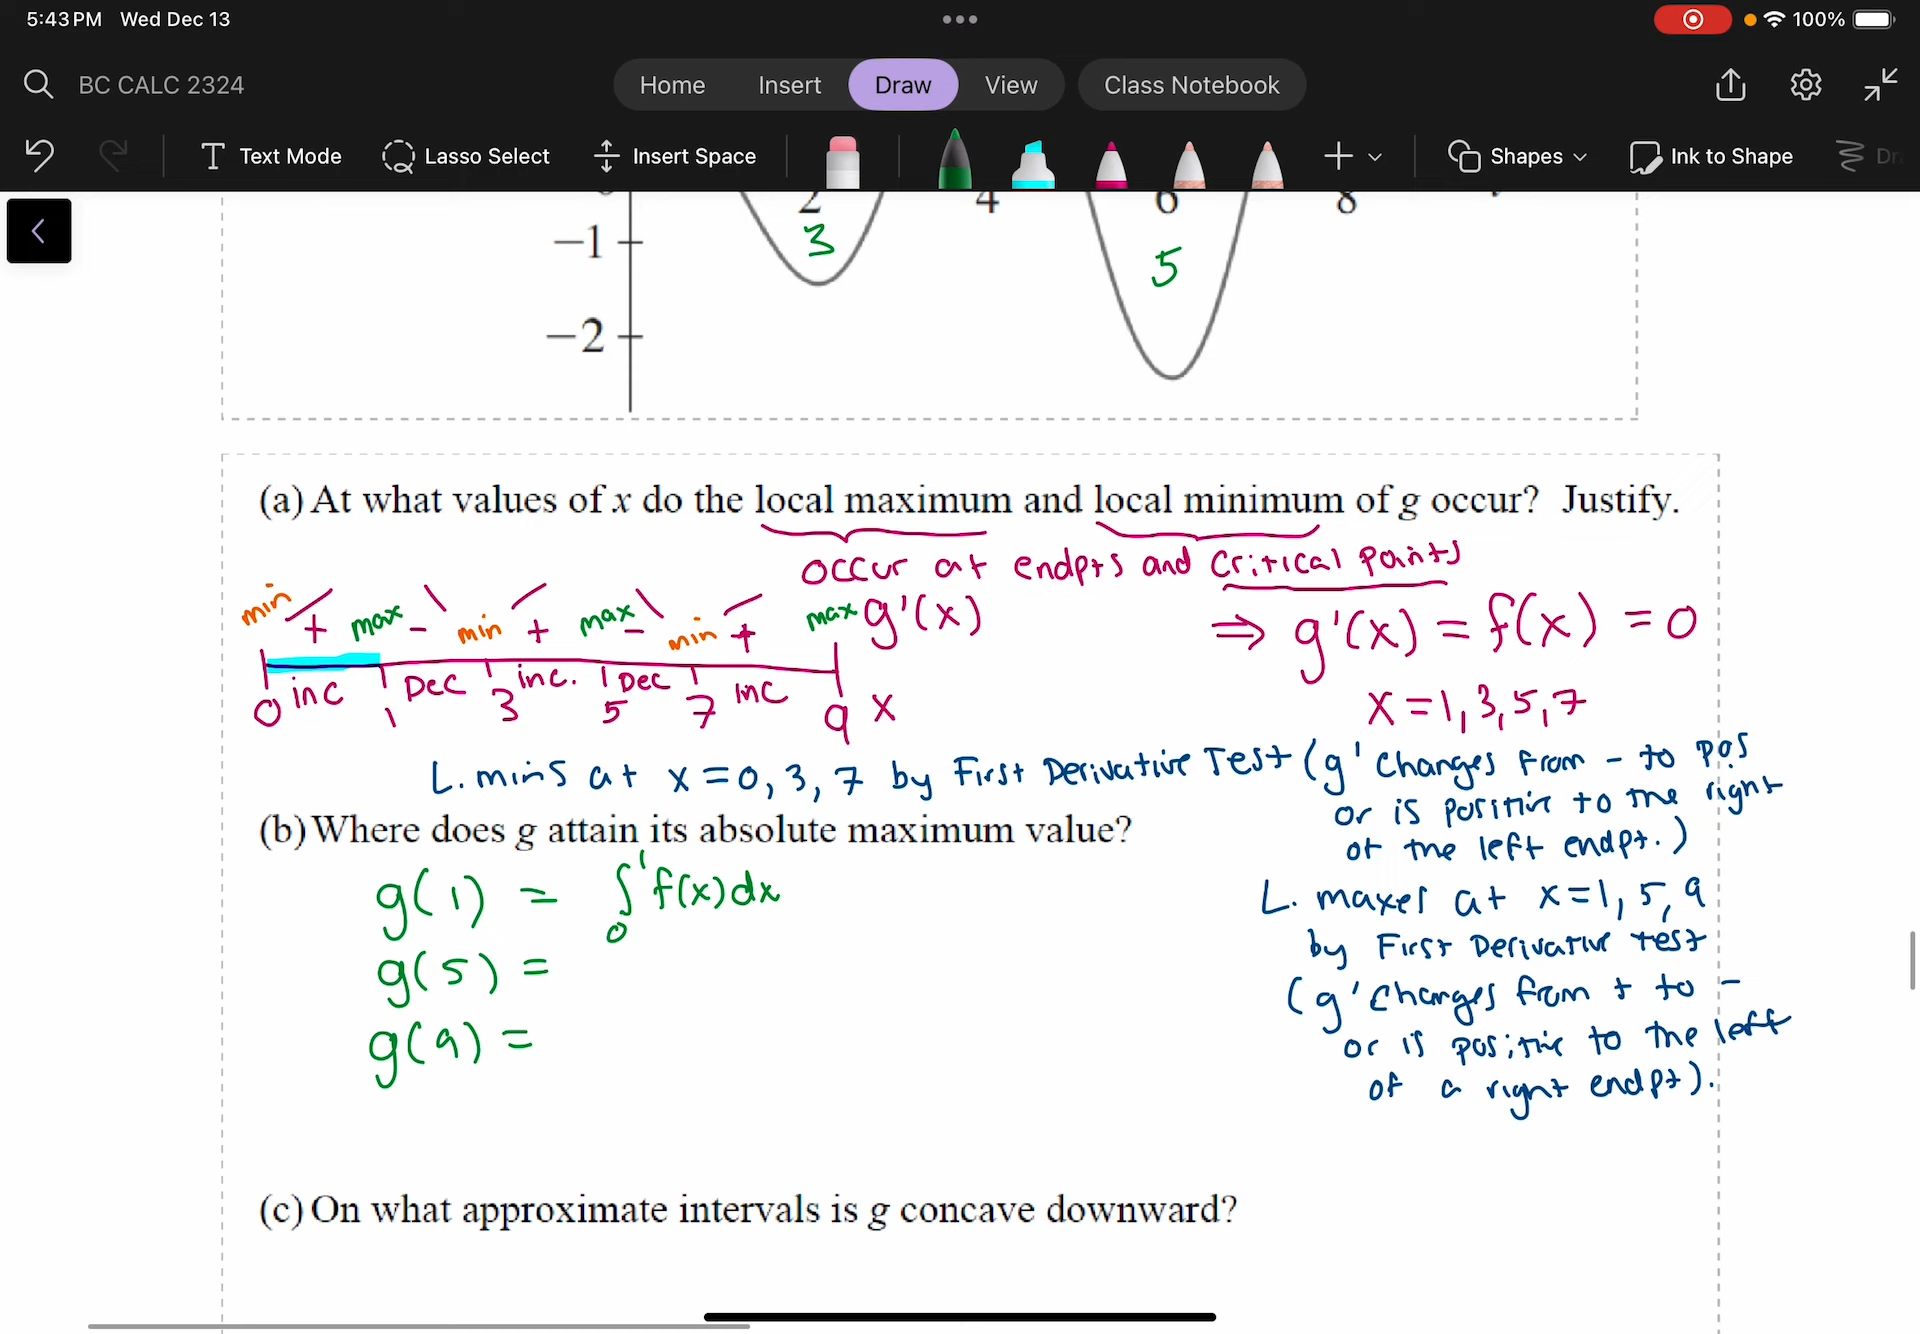 5:43 PM Wed Dec 13
100%
BC CALC 2324
Home Insert Draw View Class Notebook
Text Mode Lasso Select Insert Space Shapes Ink to Shape Dr
2 4 6 8
-1 3 5
-2
(a) At what values of x do the local maximum and local minimum of g occur? Justify.
occur at endpts and critical points
min + max - min + max - min + max g'(x)
⇒ g'(x) = f(x) = 0
0 inc 1 Dec 3 inc. 5 Dec 7 inc 9 x
x = 1, 3, 5, 7
L. mins at x = 0, 3, 7 by First Derivative Test (g' changes from - to pos
or is positive to the right
of the left endpt.)
(b) Where does g attain its absolute maximum value?
g(1) = ∫₀¹ f(x) dx
g(5) =
g(9) =
L. maxes at x = 1, 5, 9
by First Derivative test
(g' changes from + to -
or is positive to the left
of a right endpt).
(c) On what approximate intervals is g concave downward?